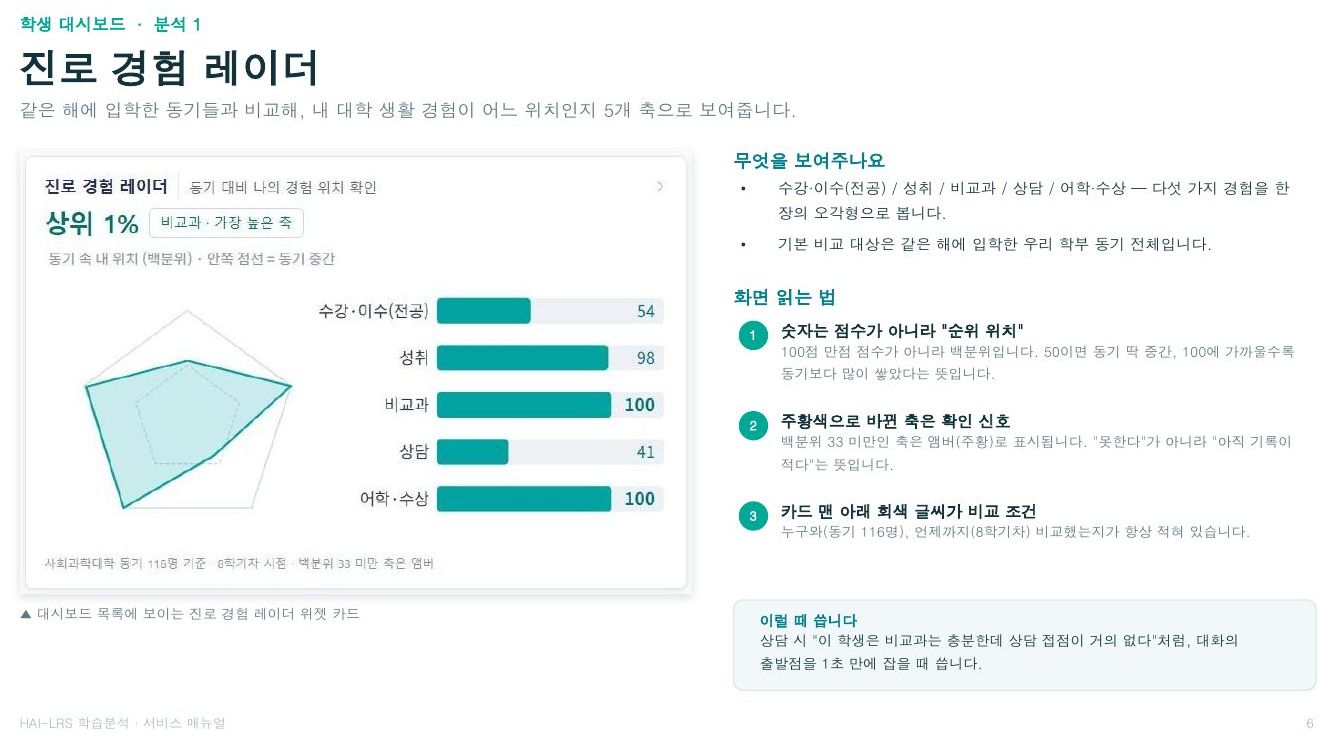 학생 대시보드 · 분석 1
진로 경험 레이더
같은 해에 입학한 동기들과 비교해, 내 대학 생활 경험이 어느 위치인지 5개 축으로 보여줍니다.
진로 경험 레이더 동기 대비 나의 경험 위치 확인
상위 1% 비교과 · 가장 높은 축
동기 속 내 위치 (백분위) · 안쪽 점선 = 동기 중간
수강·이수(전공) 54
성취 98
비교과 100
상담 41
어학·수상 100
사회과학대학 동기 116명 기준 · 8학기차 시점 · 백분위 33 미만 축은 앰버
▲ 대시보드 목록에 보이는 진로 경험 레이더 위젯 카드
무엇을 보여주나요
• 수강·이수(전공) / 성취 / 비교과 / 상담 / 어학·수상 — 다섯 가지 경험을 한
장의 오각형으로 봅니다.
• 기본 비교 대상은 같은 해에 입학한 우리 학부 동기 전체입니다.
화면 읽는 법
1 숫자는 점수가 아니라 "순위 위치"
100점 만점 점수가 아니라 백분위입니다. 50이면 동기 딱 중간, 100에 가까울수록
동기보다 많이 쌓았다는 뜻입니다.
2 주황색으로 바뀐 축은 확인 신호
백분위 33 미만인 축은 앰버(주황)로 표시됩니다. "못한다"가 아니라 "아직 기록이
적다"는 뜻입니다.
3 카드 맨 아래 회색 글씨가 비교 조건
누구와(동기 116명), 언제까지(8학기차) 비교했는지가 항상 적혀 있습니다.
이럴 때 씁니다
상담 시 "이 학생은 비교과는 충분한데 상담 접점이 거의 없다"처럼, 대화의
출발점을 1초 만에 잡을 때 씁니다.
HAI-LRS 학습분석 · 서비스 매뉴얼
6